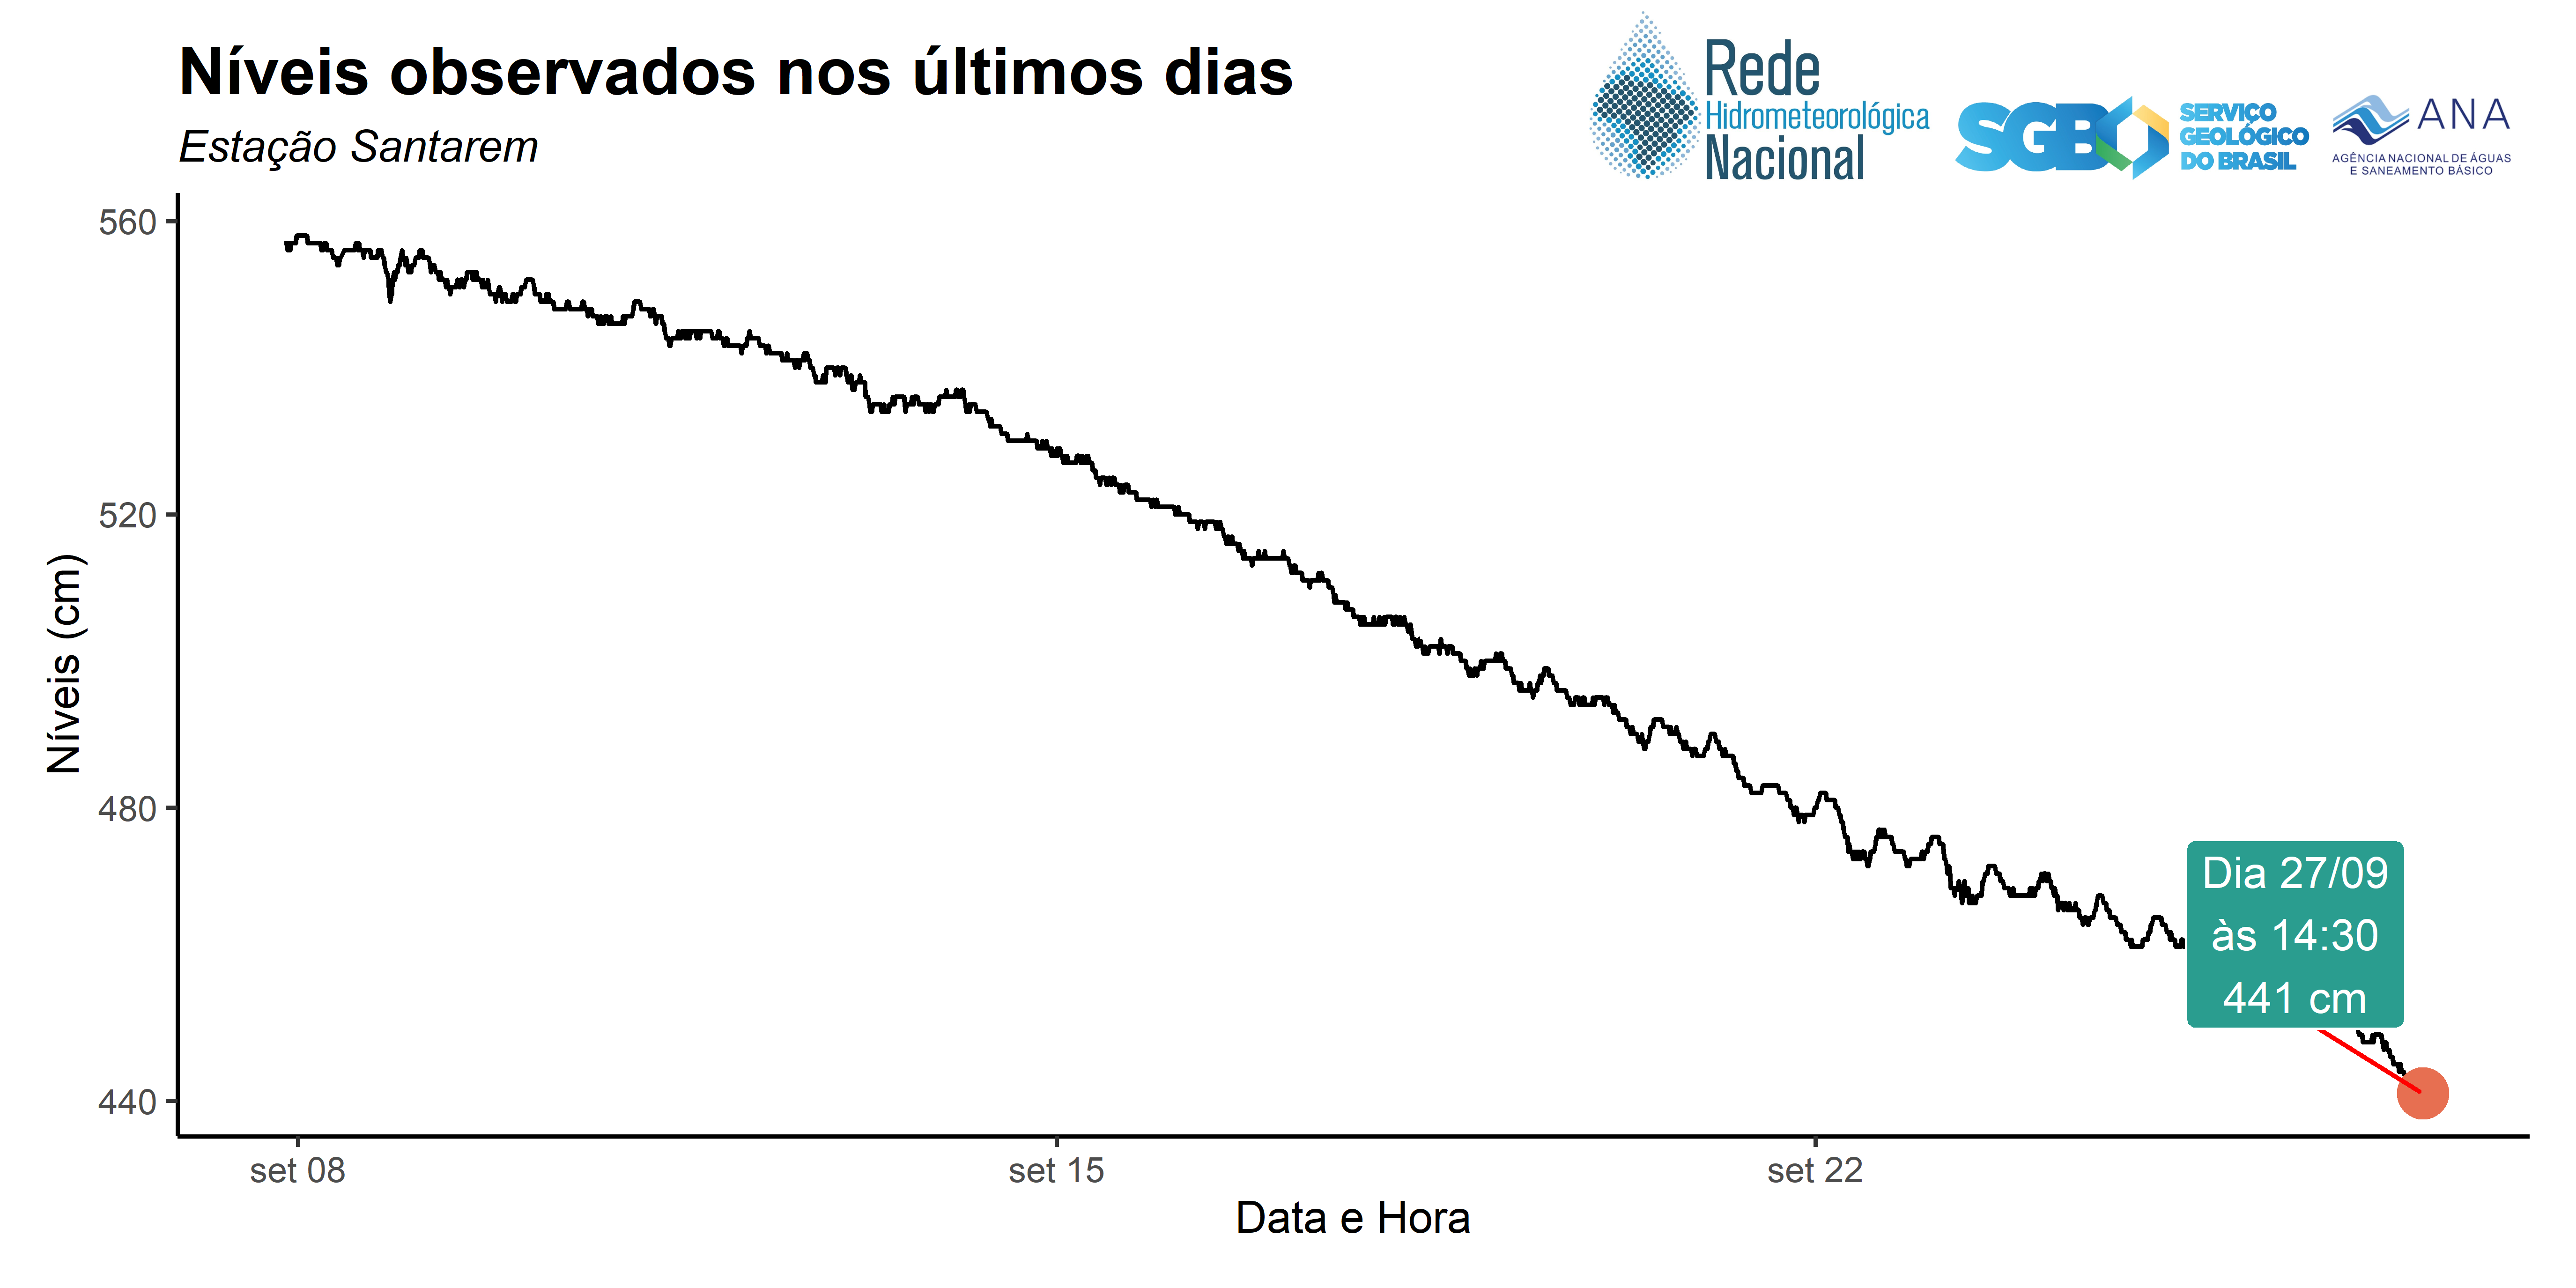 Níveis observados nos últimos dias
Estação Santarem
Rede
Hidrometeorológica
Nacional
SGB
SERVIÇO
GEOLÓGICO
DO BRASIL
ANA
AGÊNCIA NACIONAL DE ÁGUAS
E SANEAMENTO BÁSICO
560
520
480
440
Níveis (cm)
Dia 27/09
às 14:30
441 cm
set 08
set 15
set 22
Data e Hora